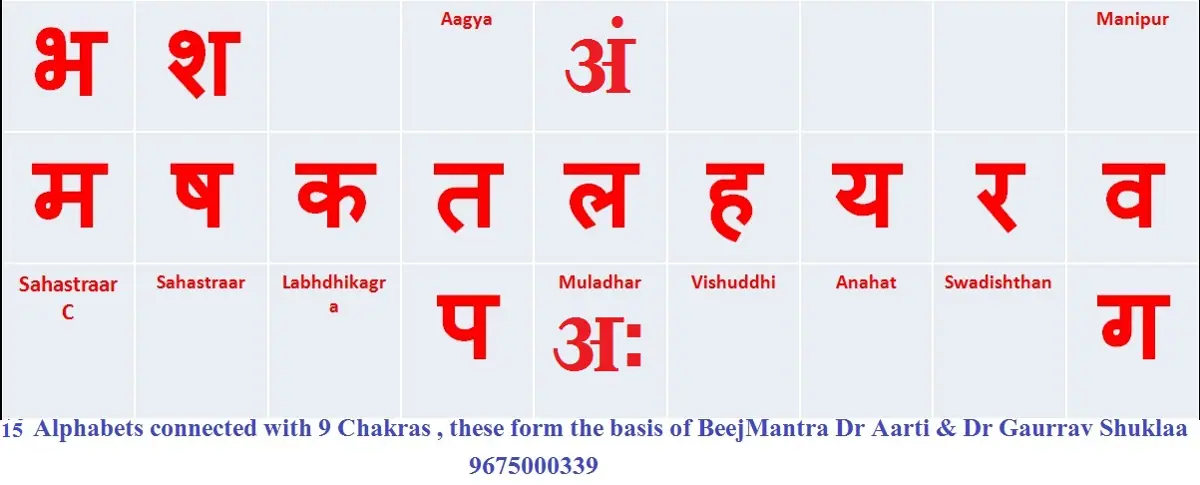 भ श Aagya अं Manipur
म ष क त ल ह य र व
Sahastraar Sahastraar Labhdhikagr Muladhar Vishuddhi Anahat Swadishthan
C a
प अः ग
15 Alphabets connected with 9 Chakras , these form the basis of BeejMantra Dr Aarti & Dr Gaurrav Shuklaa
9675000339